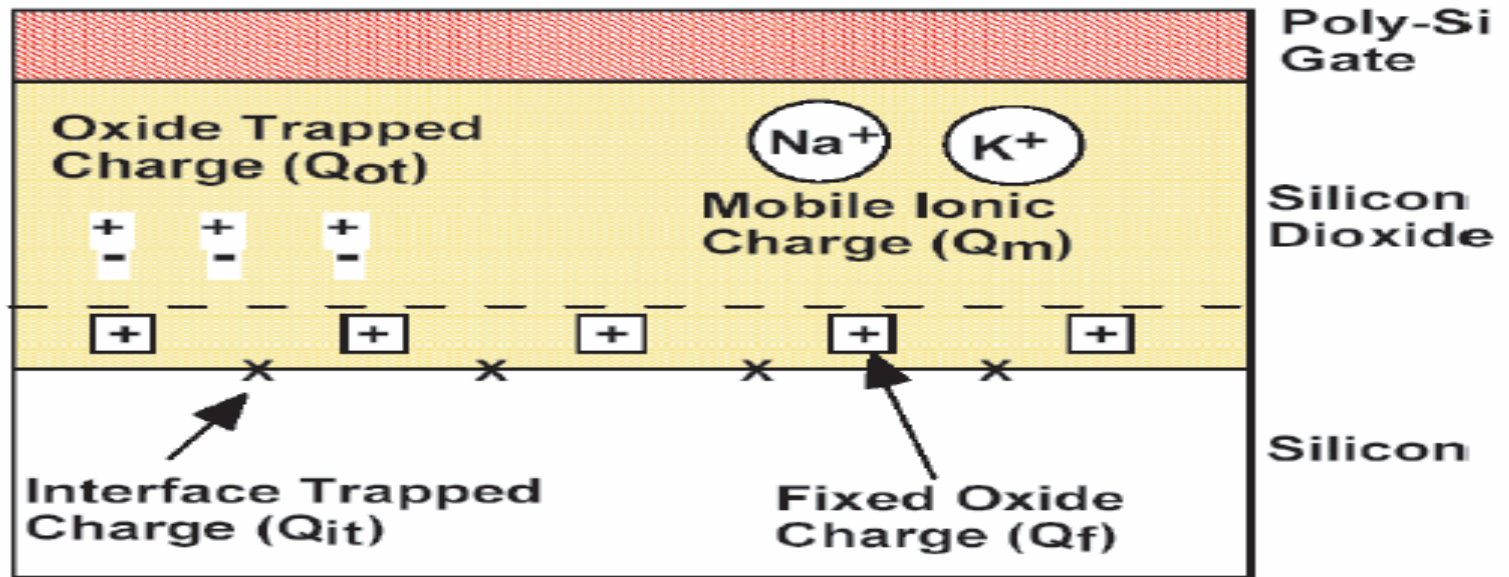 Poly-Si
Gate
Oxide Trapped
Charge (Qot)
Na+
K+
Mobile Ionic
Charge (Qm)
Silicon
Dioxide
+ + +
- - -
+ + + + +
x x x x
Silicon
Interface Trapped
Charge (Qit)
Fixed Oxide
Charge (Qf)